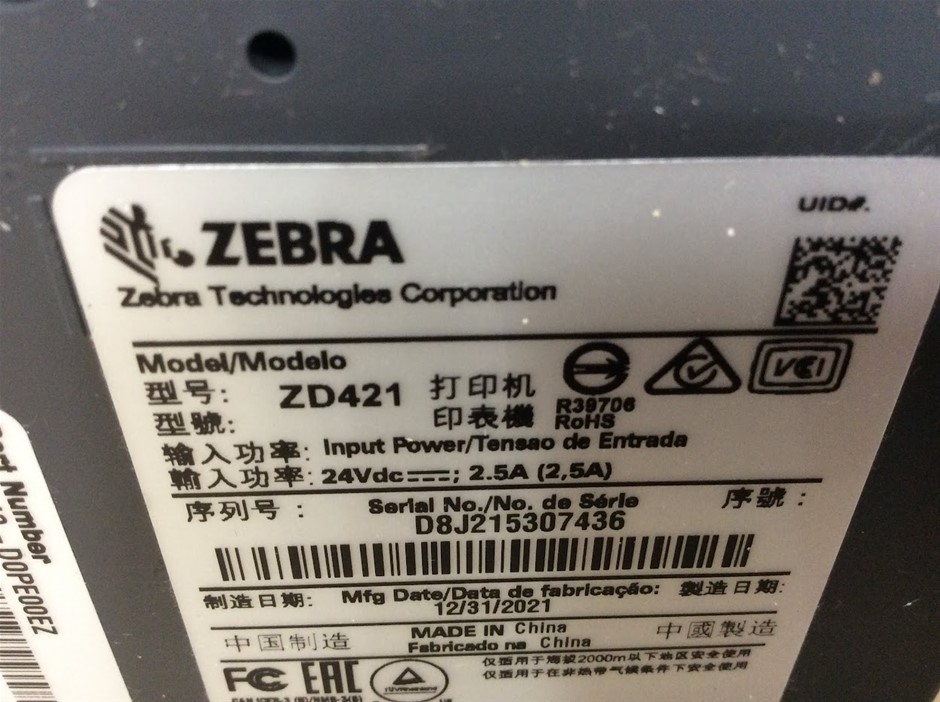 ZEBRA
UID#.
Zebra Technologies Corporation
Model/Modelo
型号: ZD421 打印机
型號: 印表機
R39706
RoHS
VCI
输入功率: Input Power/Tensao de Entrada
輸入功率: 24Vdc⎓; 2.5A (2,5A)
序列号 : Serial No./No. de Série 序號 :
D8J215307436
制造日期: Mfg Date/Data de fabricação: 製造日期:
12/31/2021
中国制造 MADE IN China 中國製造
Fabricado na China
FC EAC
仅适用于海拔2000m以下地区安全使用
仅适用于在非热带气候条件下安全使用
Number
- D0PE00EZ